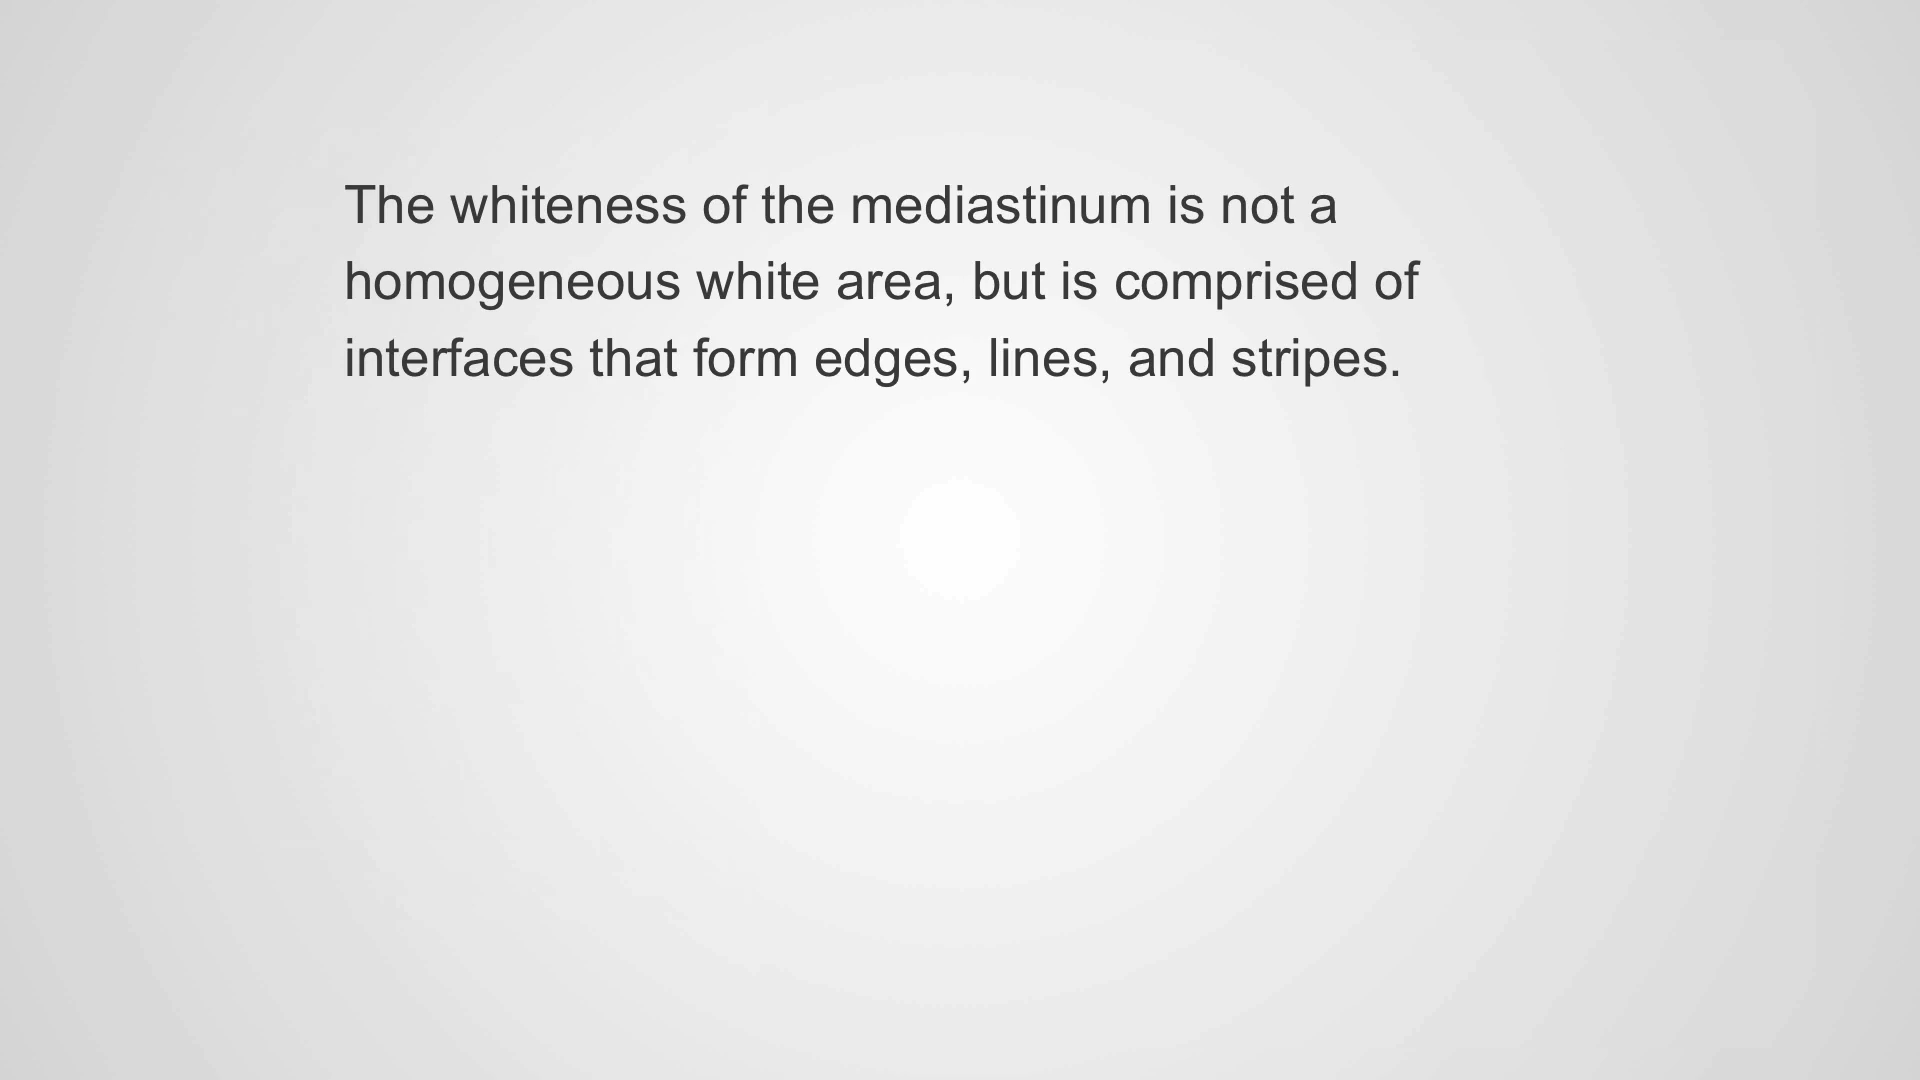 The whiteness of the mediastinum is not a
homogeneous white area, but is comprised of
interfaces that form edges, lines, and stripes.